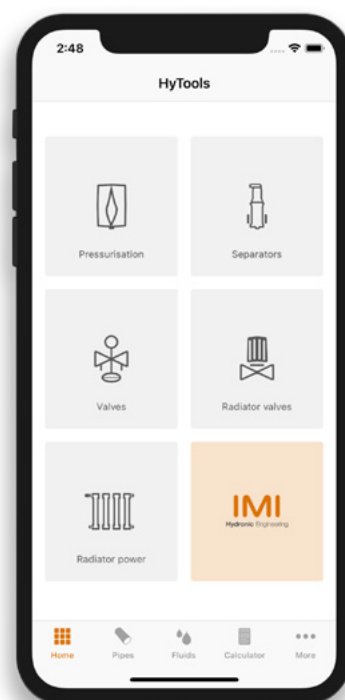 2:48
HyTools
Pressurisation
Separators
Valves
Radiator valves
Radiator power
IMI
Hydronic Engineering
Home
Pipes
Fluids
Calculator
More